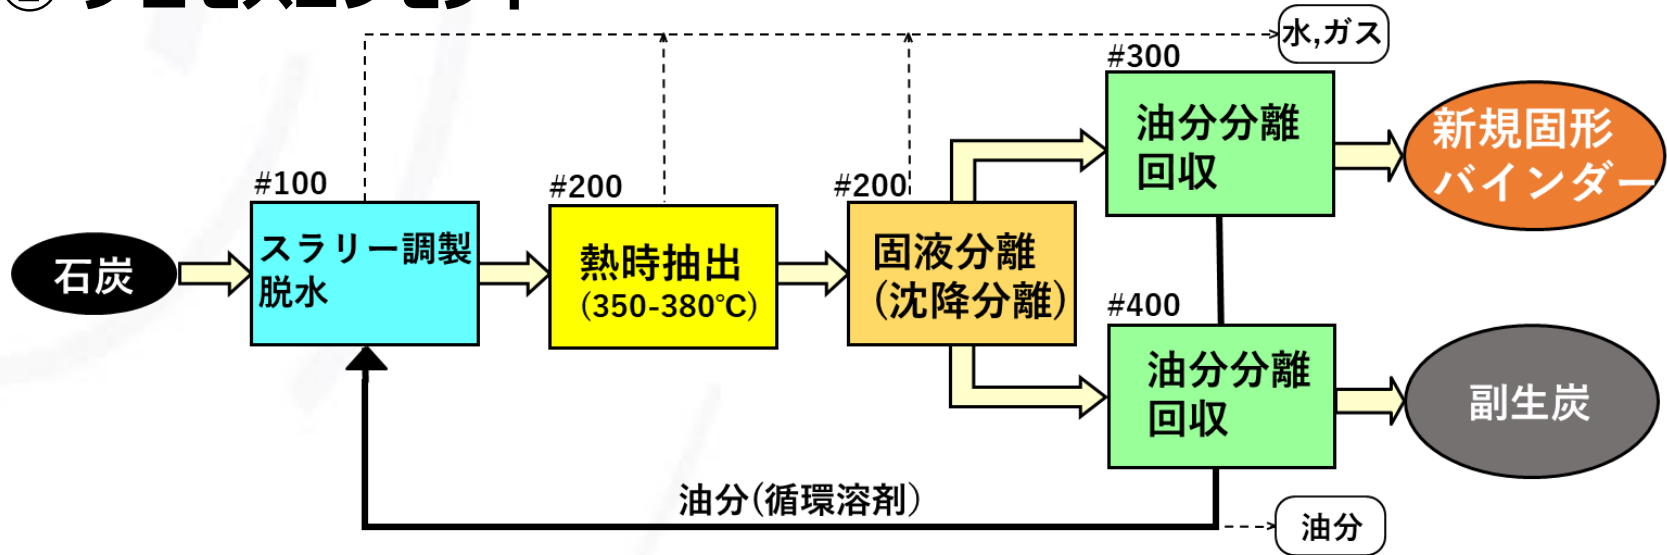 水,ガス
#300
油分分離
回収
新規固形
バインダー
#100
#200
#200
石炭
スラリー調製
脱水
熱時抽出
(350-380℃)
固液分離
(沈降分離)
#400
油分分離
回収
副生炭
油分(循環溶剤)
油分